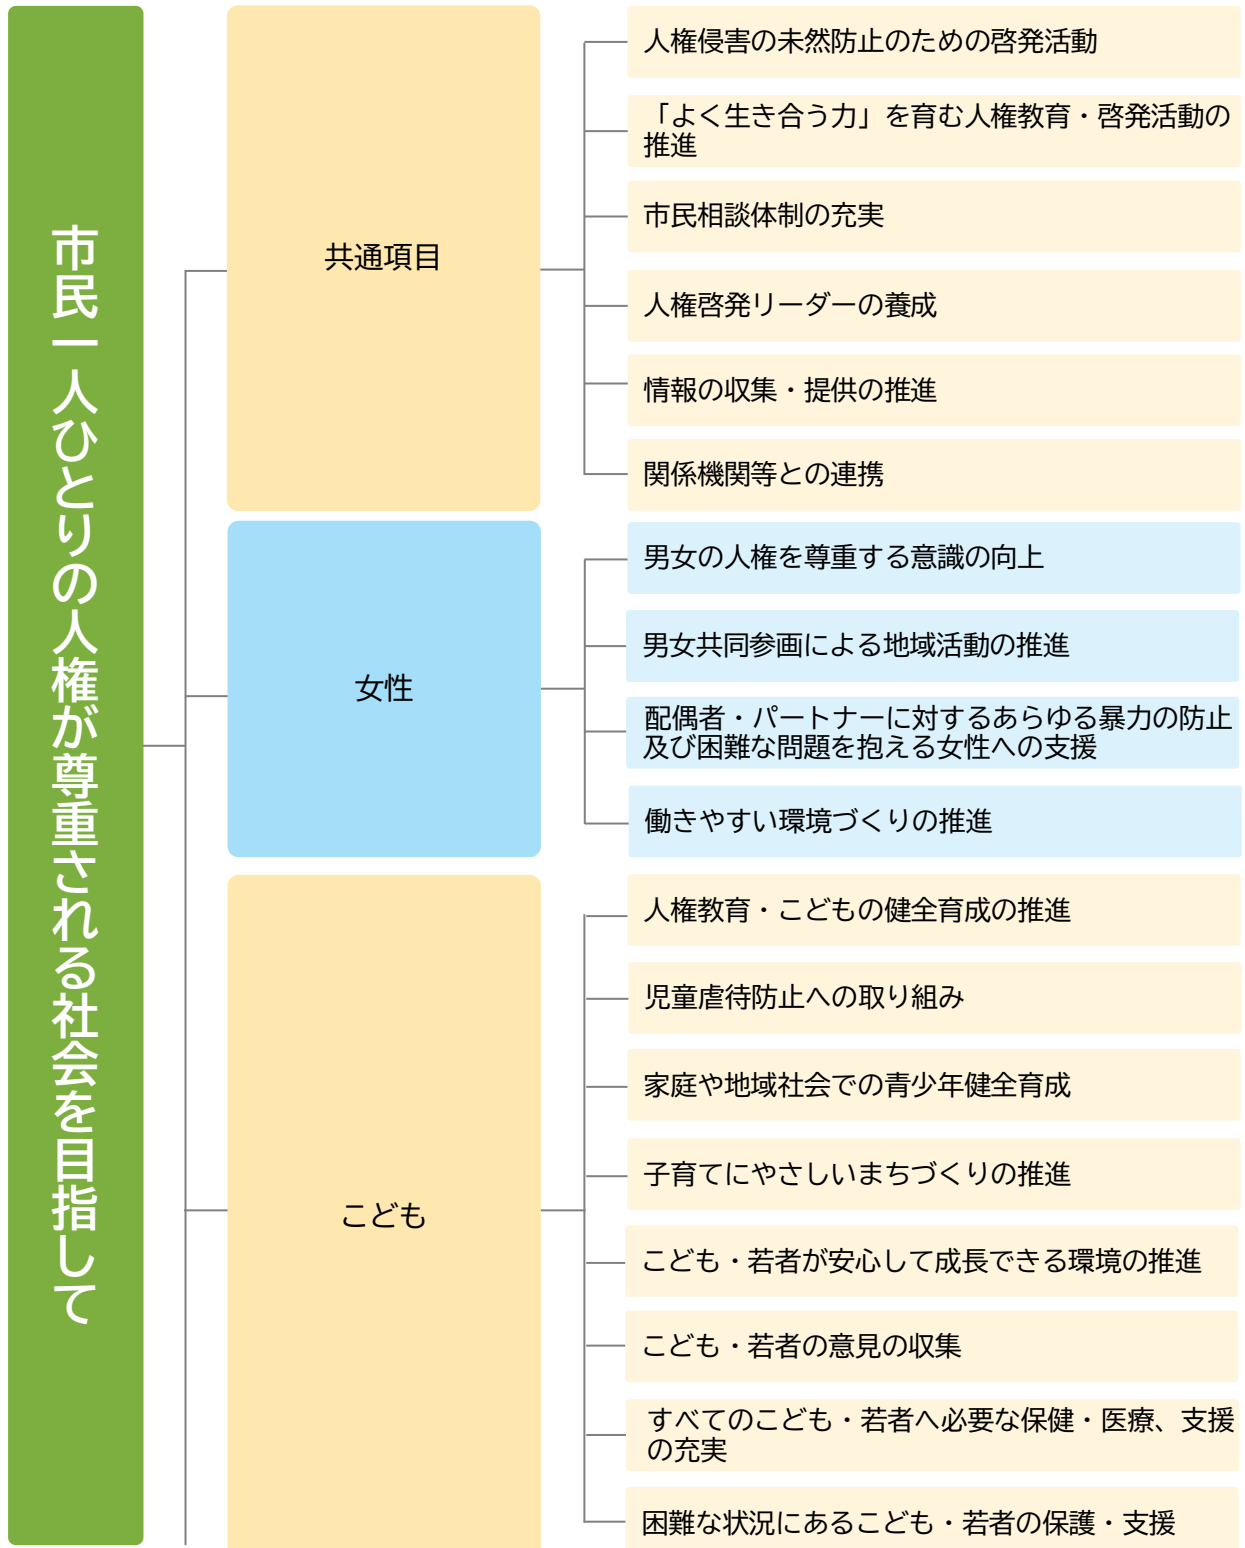 市民一人ひとりの人権が尊重される社会を目指して
共通項目
人権侵害の未然防止のための啓発活動
「よく生き合う力」を育む人権教育・啓発活動の
推進
市民相談体制の充実
人権啓発リーダーの養成
情報の収集・提供の推進
関係機関等との連携
女性
男女の人権を尊重する意識の向上
男女共同参画による地域活動の推進
配偶者・パートナーに対するあらゆる暴力の防止
及び困難な問題を抱える女性への支援
働きやすい環境づくりの推進
こども
人権教育・こどもの健全育成の推進
児童虐待防止への取り組み
家庭や地域社会での青少年健全育成
子育てにやさしいまちづくりの推進
こども・若者が安心して成長できる環境の推進
こども・若者の意見の収集
すべてのこども・若者へ必要な保健・医療、支援
の充実
困難な状況にあるこども・若者の保護・支援